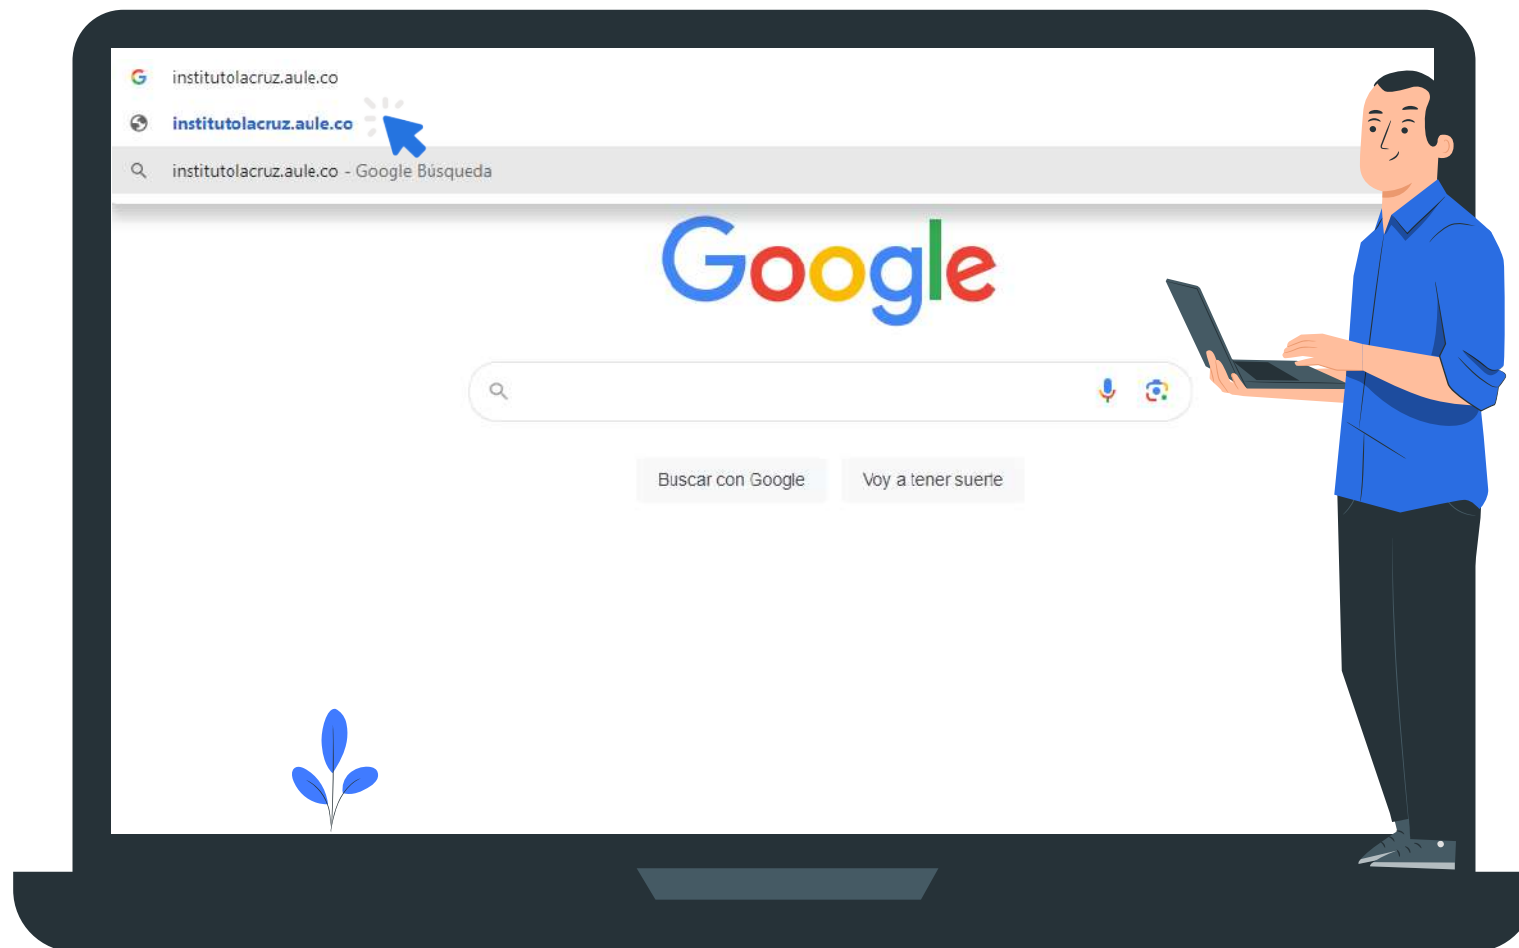 institutolacruz.aule.co
institutolacruz.aule.co
institutolacruz.aule.co - Google Búsqueda
Google
Buscar con Google
Voy a tener suerte